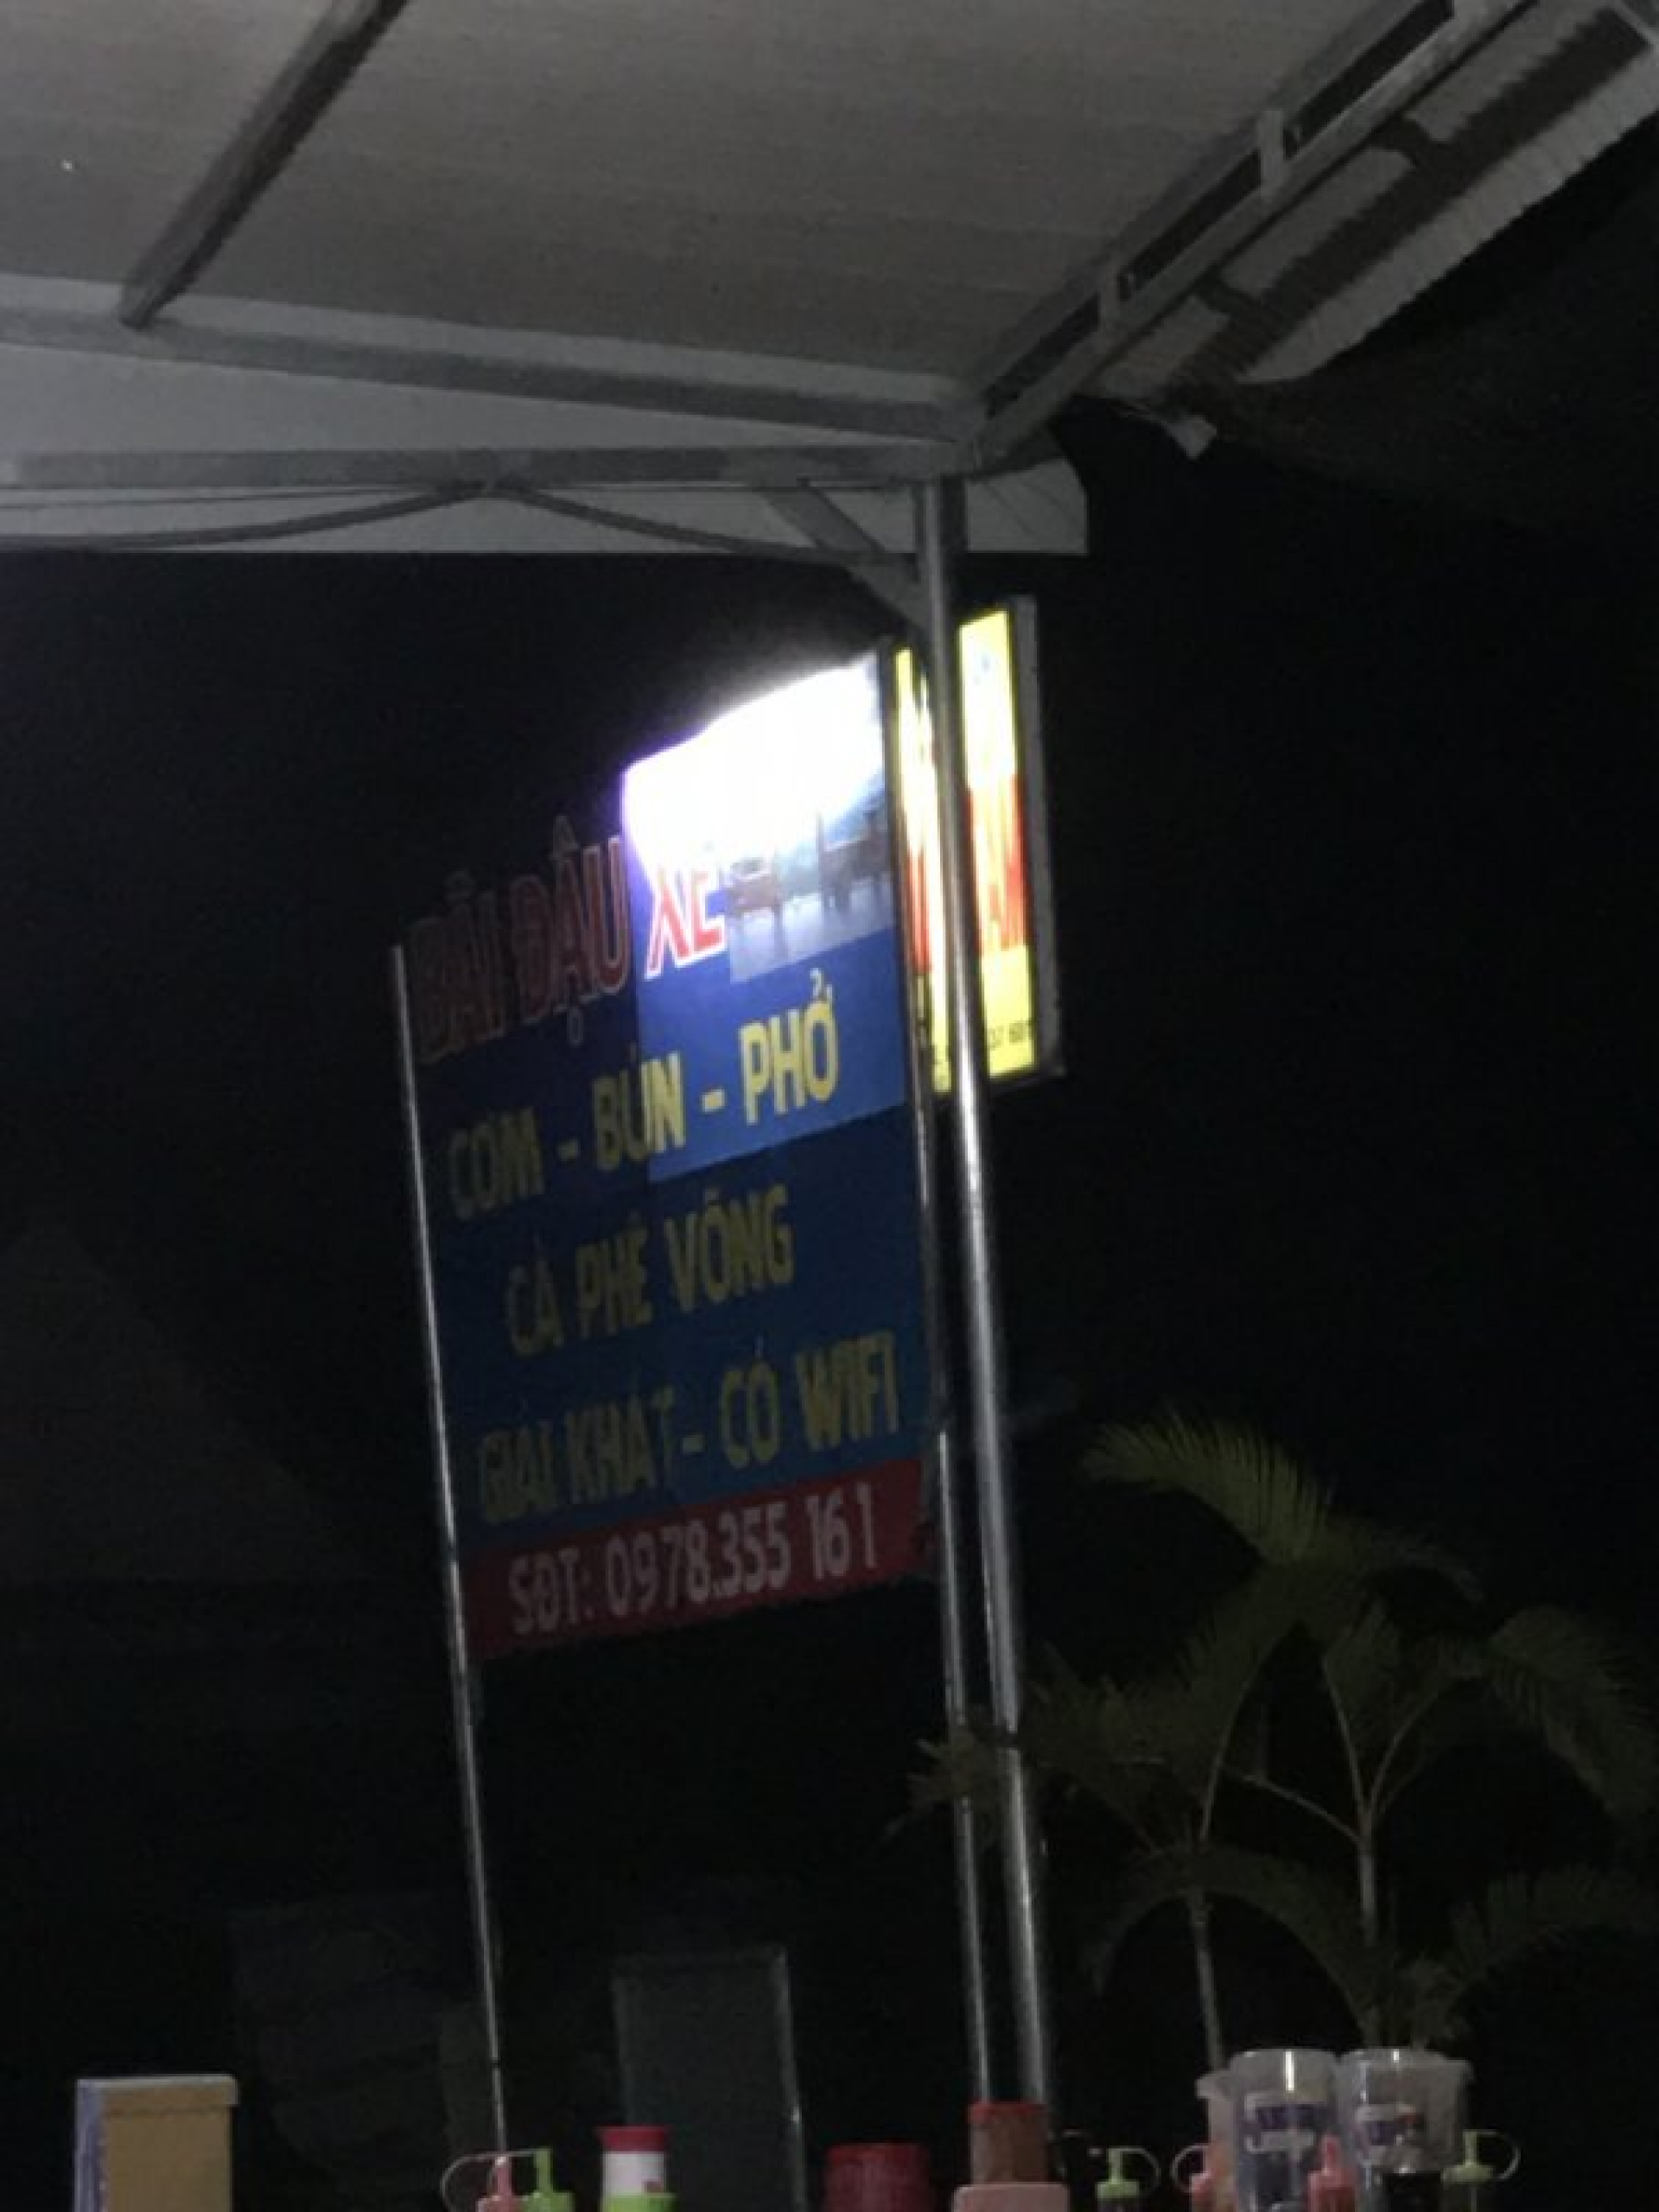 BÃI ĐẬU XE
CƠM - BÚN - PHỞ
CÀ PHÊ VÕNG
GIẢI KHÁT - CÓ WIFI
SĐT: 0978.355 161